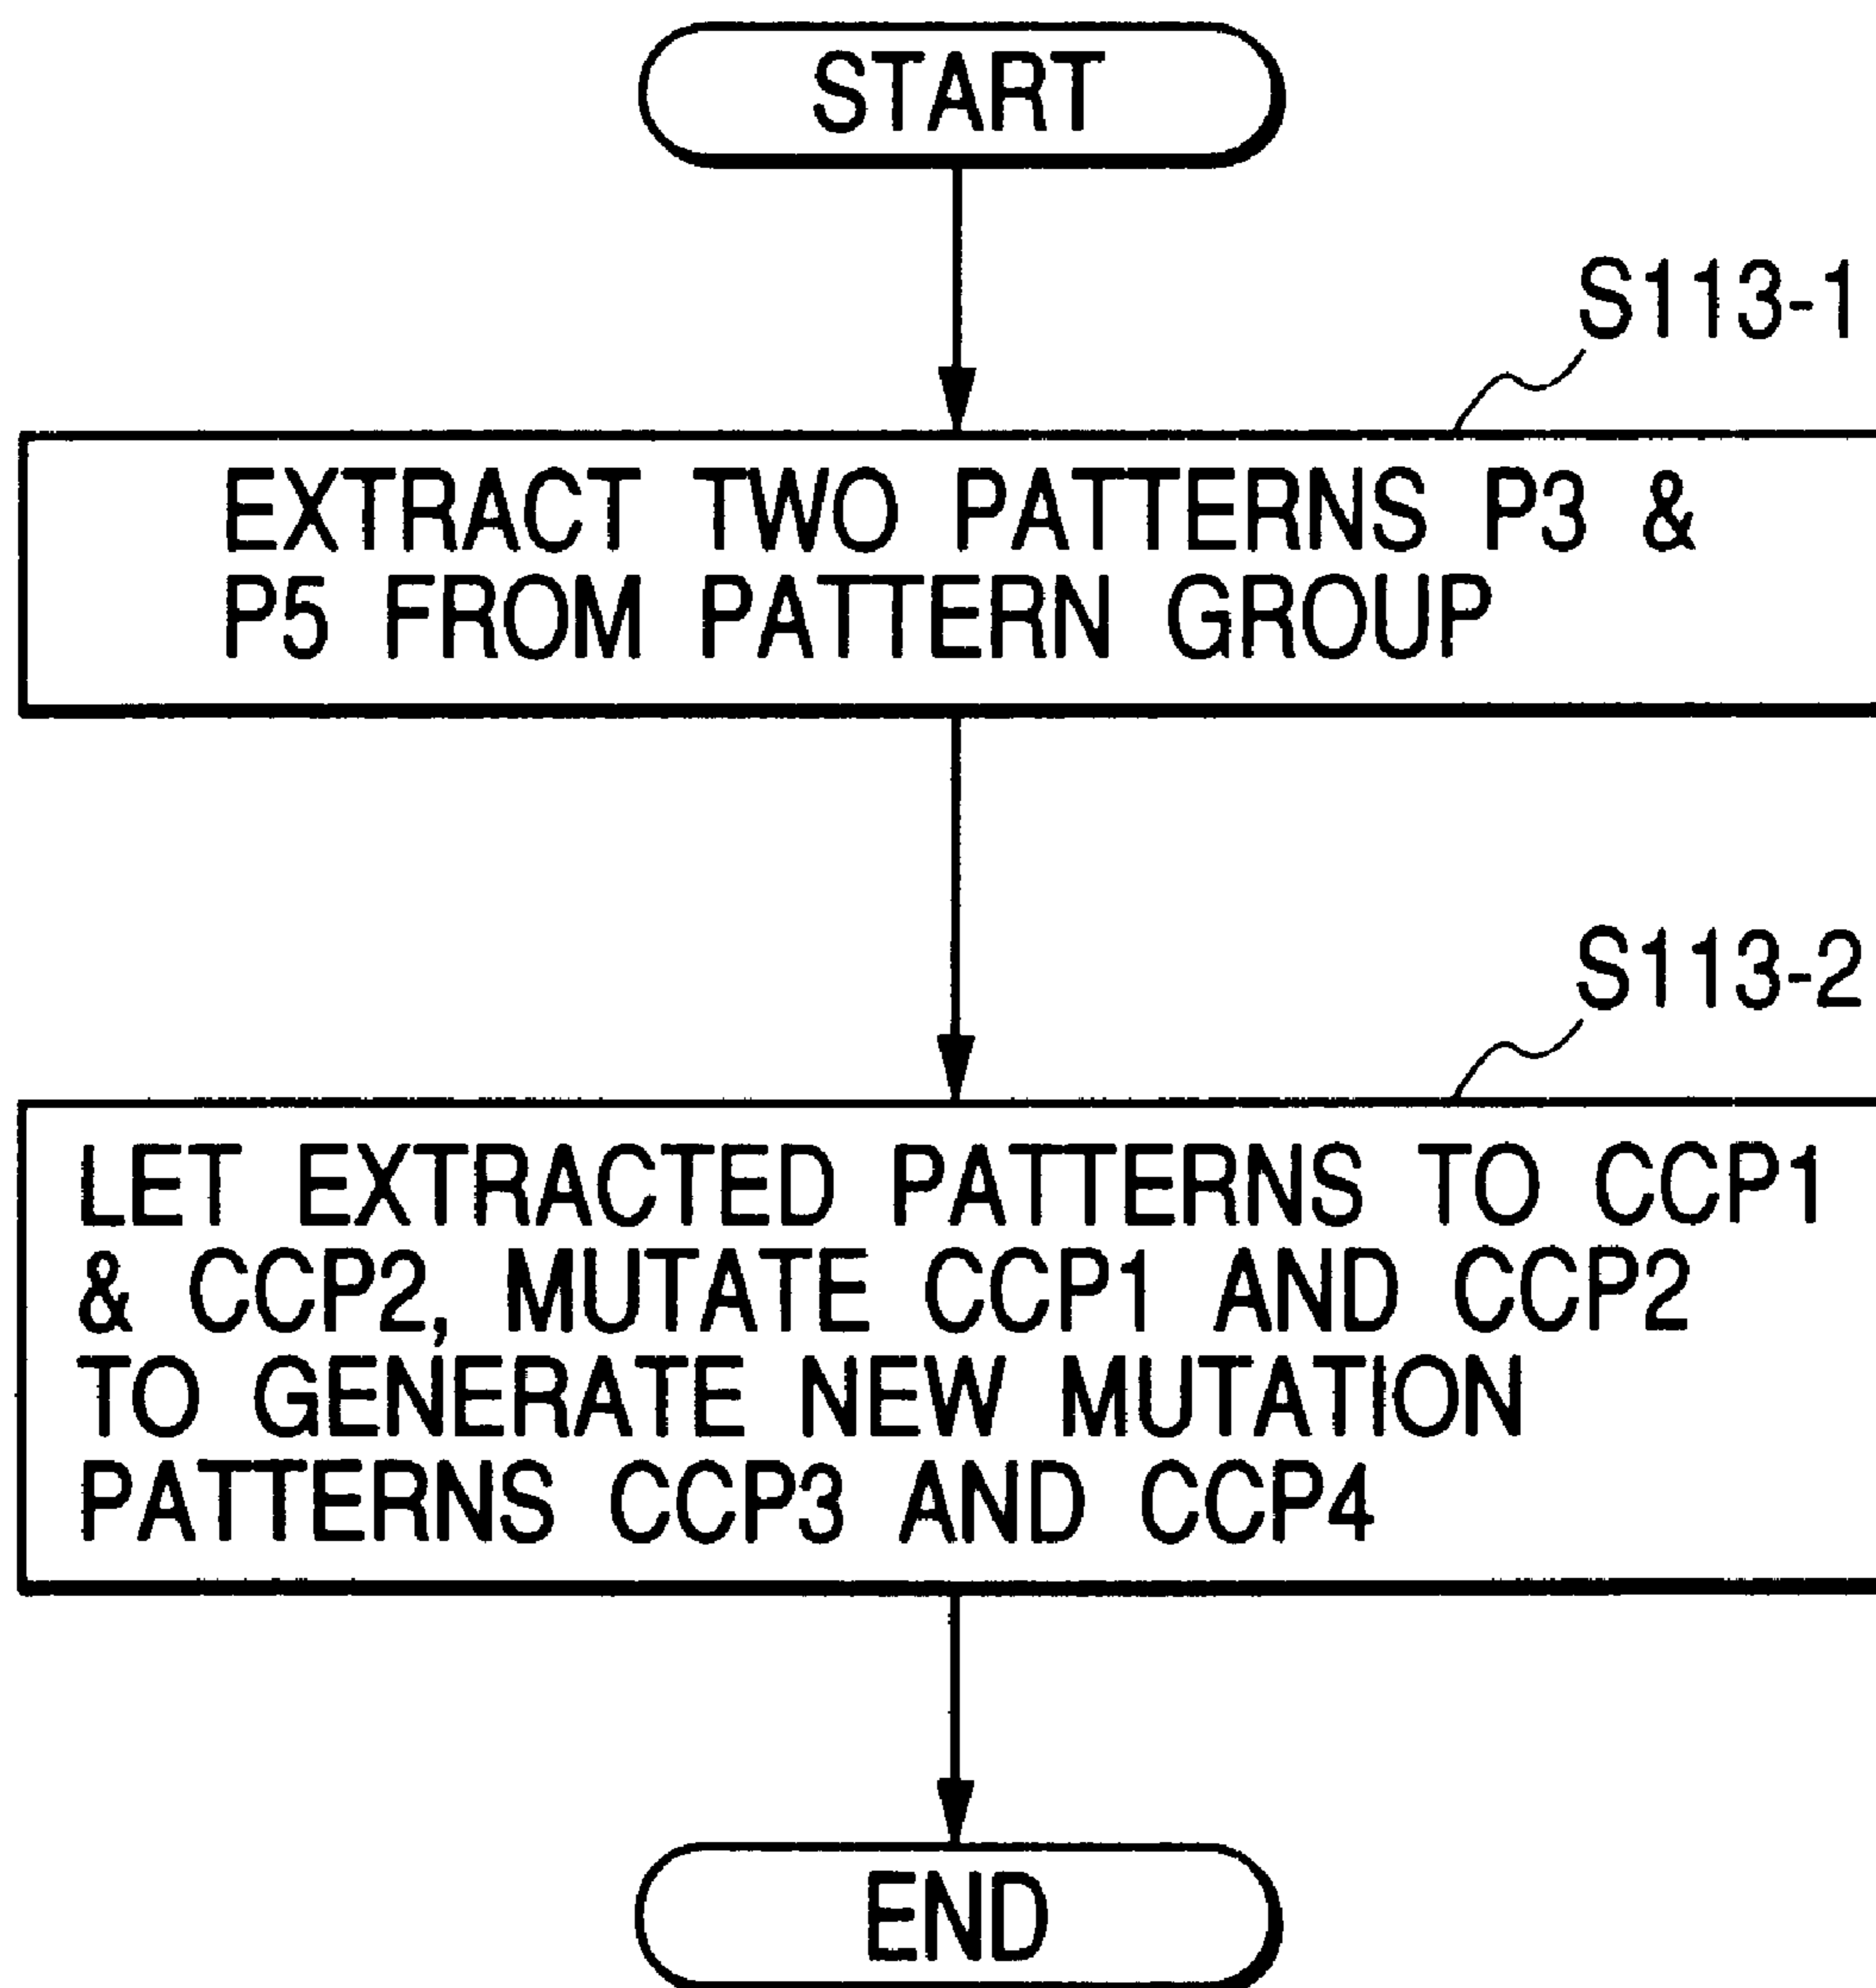 START
S113-1
EXTRACT TWO PATTERNS P3 &
P5 FROM PATTERN GROUP
S113-2
LET EXTRACTED PATTERNS TO CCP1
& CCP2, MUTATE CCP1 AND CCP2
TO GENERATE NEW MUTATION
PATTERNS CCP3 AND CCP4
END